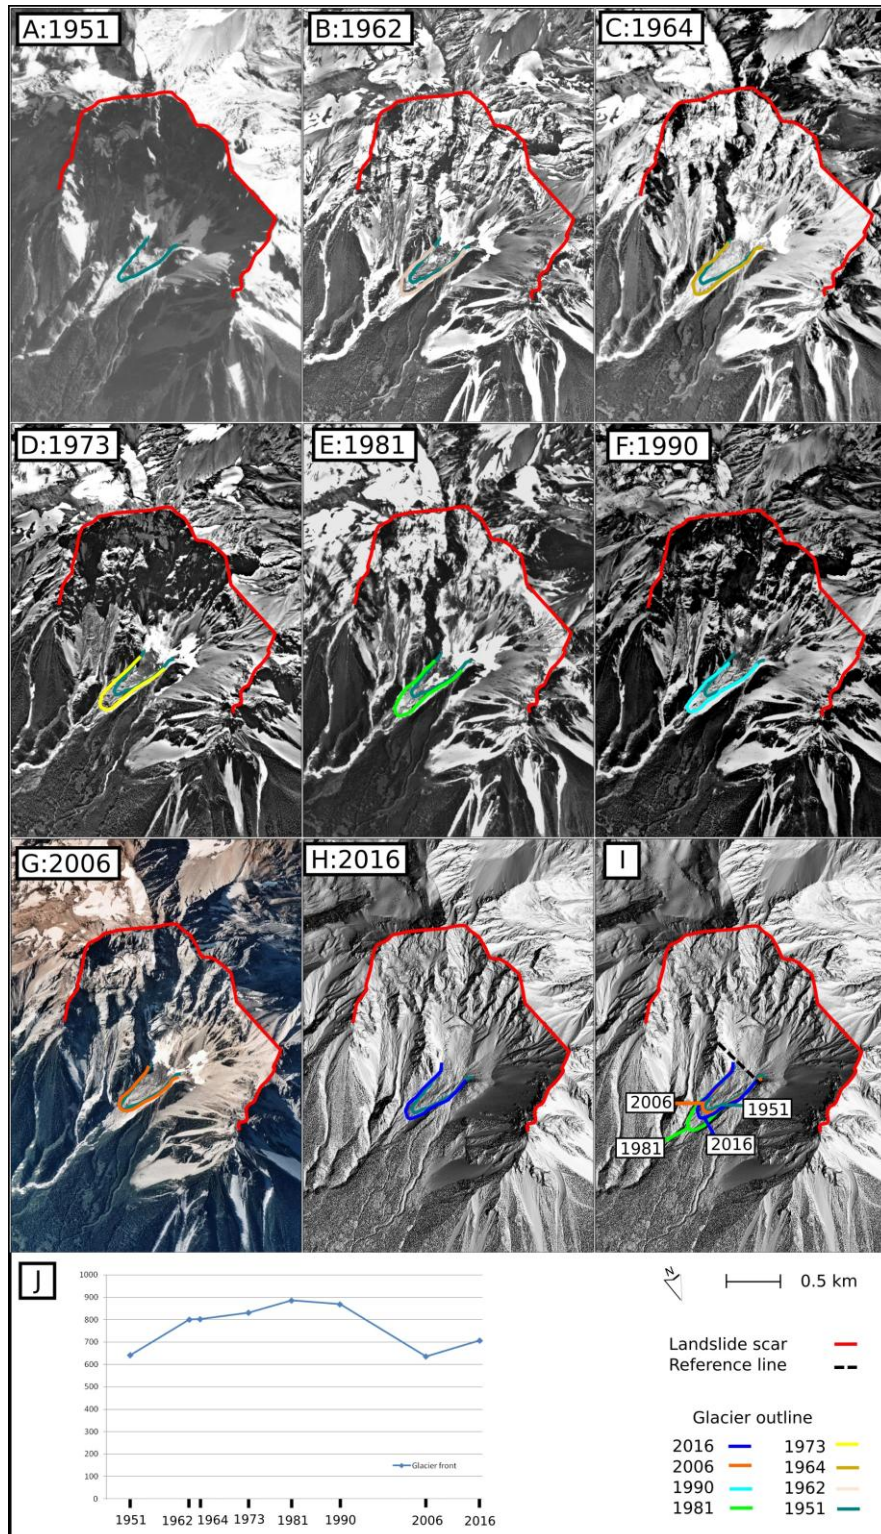 A:1951
B:1962
C:1964
D:1973
E:1981
F:1990
G:2006
H:2016
I
2006
1951
1981
2016
J
1000
900
800
700
600
500
400
300
200
100
0
Glacier front
1951
1962
1964
1973
1981
1990
2006
2016
N
0.5 km
Landslide scar
Reference line
Glacier outline
2016
1973
2006
1964
1990
1962
1981
1951